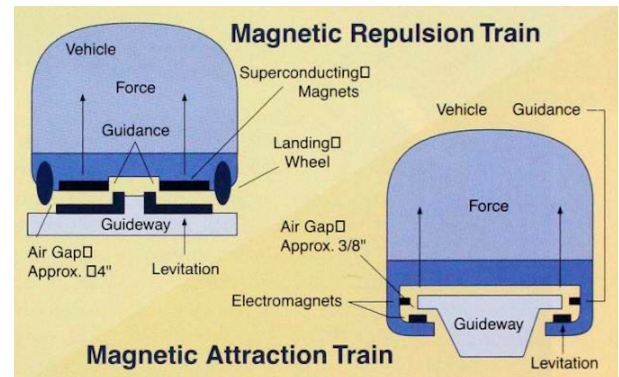 Magnetic Repulsion Train
Vehicle
Force
Guidance
Superconducting□
Magnets
Landing□
Wheel
Guideway
Air Gap□
Approx. □4"
Levitation
Vehicle
Guidance
Force
Air Gap□
Approx. 3/8"
Electromagnets
Guideway
Levitation
Magnetic Attraction Train